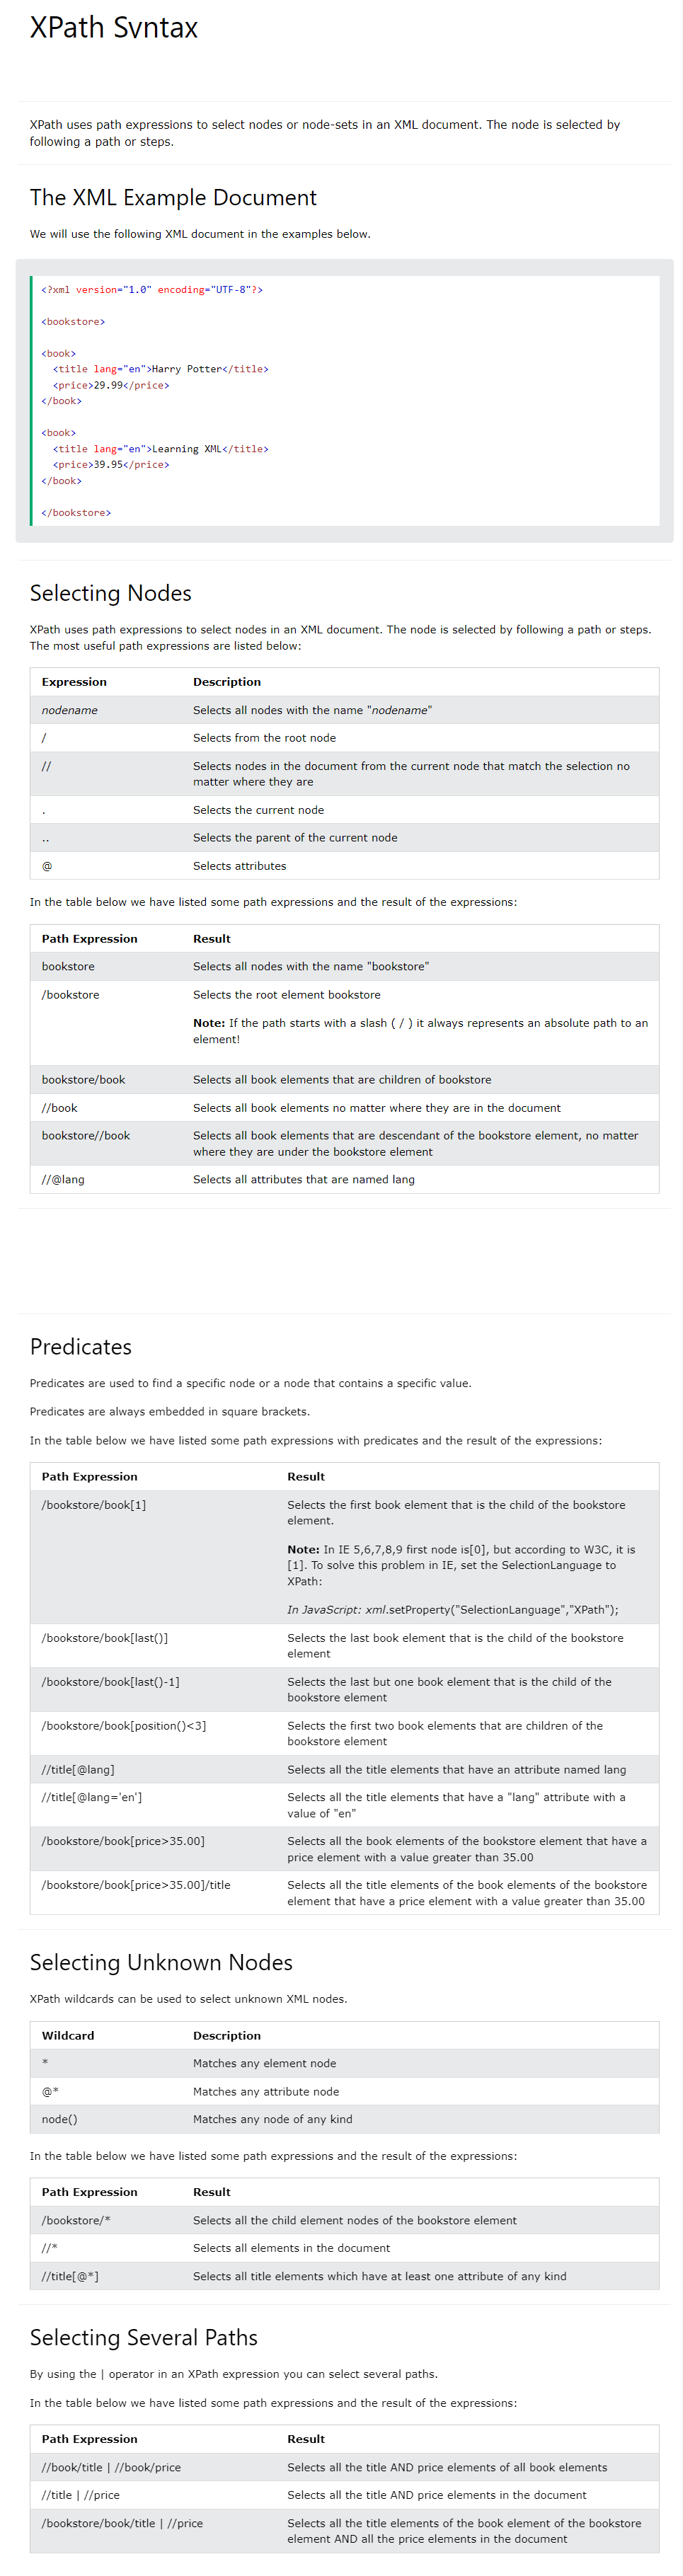 XPath Syntax
XPath uses path expressions to select nodes or node-sets in an XML document. The node is selected by
following a path or steps.
The XML Example Document
We will use the following XML document in the examples below.
<?xml version="1.0" encoding="UTF-8"?>
<bookstore>
<book>
<title lang="en">Harry Potter</title>
<price>29.99</price>
</book>
<book>
<title lang="en">Learning XML</title>
<price>39.95</price>
</book>
</bookstore>
Selecting Nodes
XPath uses path expressions to select nodes in an XML document. The node is selected by following a path or steps.
The most useful path expressions are listed below:
Expression Description
nodename Selects all nodes with the name "nodename"
/ Selects from the root node
// Selects nodes in the document from the current node that match the selection no
matter where they are
. Selects the current node
.. Selects the parent of the current node
@ Selects attributes
In the table below we have listed some path expressions and the result of the expressions:
Path Expression Result
bookstore Selects all nodes with the name "bookstore"
/bookstore Selects the root element bookstore
Note: If the path starts with a slash ( / ) it always represents an absolute path to an
element!
bookstore/book Selects all book elements that are children of bookstore
//book Selects all book elements no matter where they are in the document
bookstore//book Selects all book elements that are descendant of the bookstore element, no matter
where they are under the bookstore element
//@lang Selects all attributes that are named lang
Predicates
Predicates are used to find a specific node or a node that contains a specific value.
Predicates are always embedded in square brackets.
In the table below we have listed some path expressions with predicates and the result of the expressions:
Path Expression Result
/bookstore/book[1] Selects the first book element that is the child of the bookstore
element.
Note: In IE 5,6,7,8,9 first node is[0], but according to W3C, it is
[1]. To solve this problem in IE, set the SelectionLanguage to
XPath:
In JavaScript: xml.setProperty("SelectionLanguage","XPath");
/bookstore/book[last()] Selects the last book element that is the child of the bookstore
element
/bookstore/book[last()-1] Selects the last but one book element that is the child of the
bookstore element
/bookstore/book[position()<3] Selects the first two book elements that are children of the
bookstore element
//title[@lang] Selects all the title elements that have an attribute named lang
//title[@lang='en'] Selects all the title elements that have a "lang" attribute with a
value of "en"
/bookstore/book[price>35.00] Selects all the book elements of the bookstore element that have a
price element with a value greater than 35.00
/bookstore/book[price>35.00]/title Selects all the title elements of the book elements of the bookstore
element that have a price element with a value greater than 35.00
Selecting Unknown Nodes
XPath wildcards can be used to select unknown XML nodes.
Wildcard Description
* Matches any element node
@* Matches any attribute node
node() Matches any node of any kind
In the table below we have listed some path expressions and the result of the expressions:
Path Expression Result
/bookstore/* Selects all the child element nodes of the bookstore element
//* Selects all elements in the document
//title[@*] Selects all title elements which have at least one attribute of any kind
Selecting Several Paths
By using the | operator in an XPath expression you can select several paths.
In the table below we have listed some path expressions and the result of the expressions:
Path Expression Result
//book/title | //book/price Selects all the title AND price elements of all book elements
//title | //price Selects all the title AND price elements in the document
/bookstore/book/title | //price Selects all the title elements of the book element of the bookstore
element AND all the price elements in the document